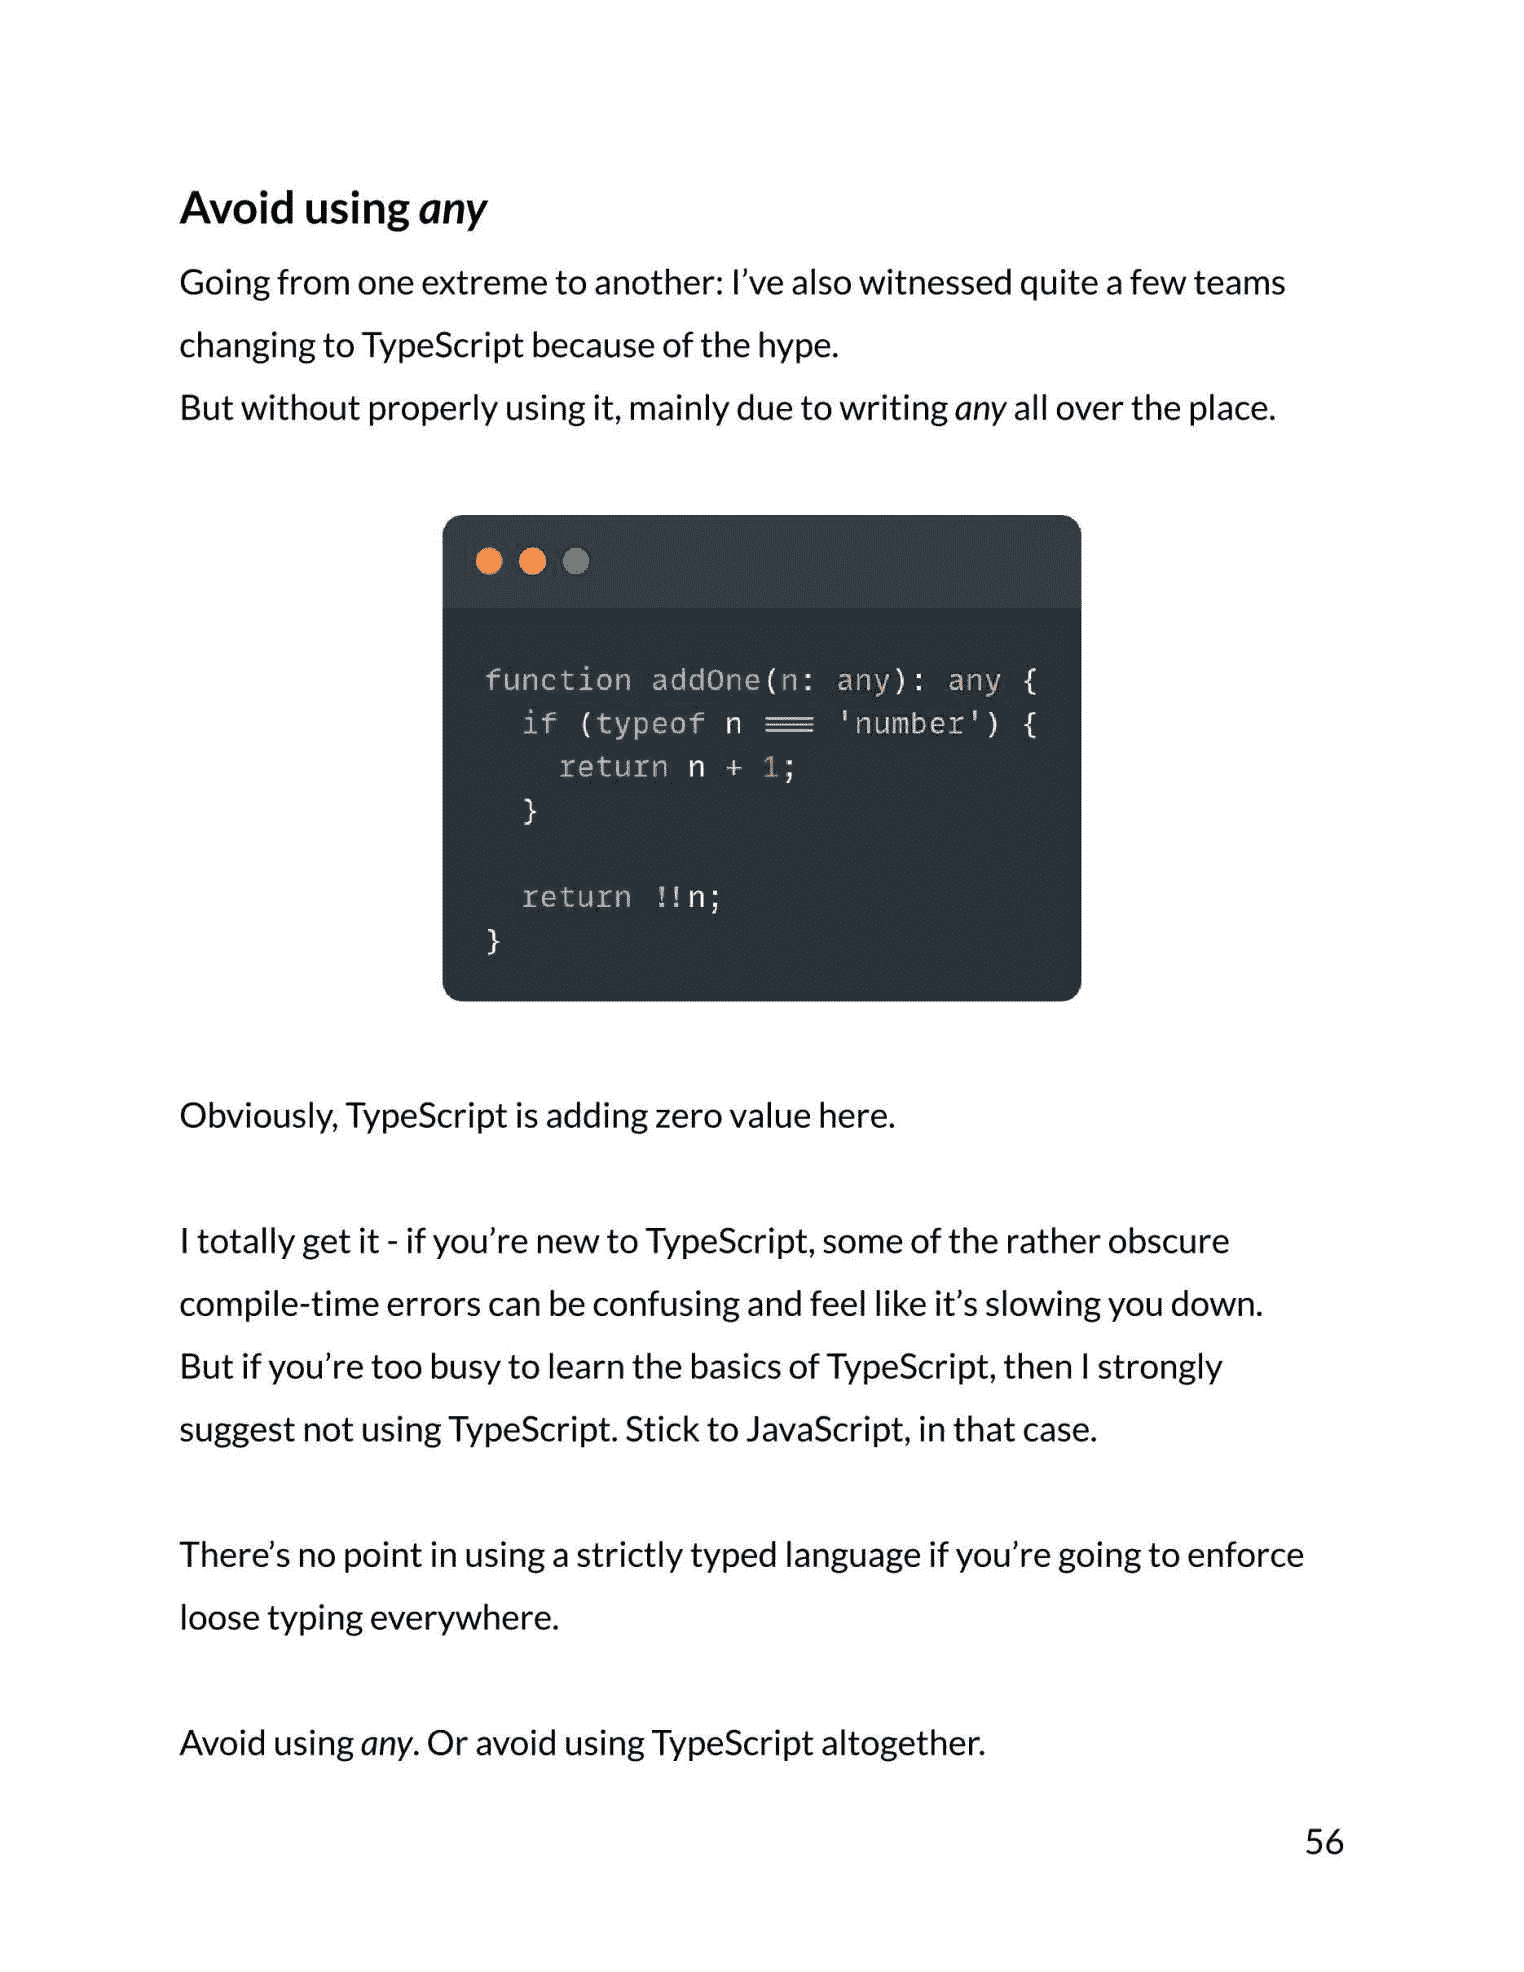 Avoid using any
Going from one extreme to another: I’ve also witnessed quite a few teams
changing to TypeScript because of the hype.
But without properly using it, mainly due to writing any all over the place.
function addOne(n: any): any {
  if (typeof n === 'number') {
    return n + 1;
  }
  return !!n;
}
Obviously, TypeScript is adding zero value here.
I totally get it - if you’re new to TypeScript, some of the rather obscure
compile-time errors can be confusing and feel like it’s slowing you down.
But if you’re too busy to learn the basics of TypeScript, then I strongly
suggest not using TypeScript. Stick to JavaScript, in that case.
There’s no point in using a strictly typed language if you’re going to enforce
loose typing everywhere.
Avoid using any. Or avoid using TypeScript altogether.
56